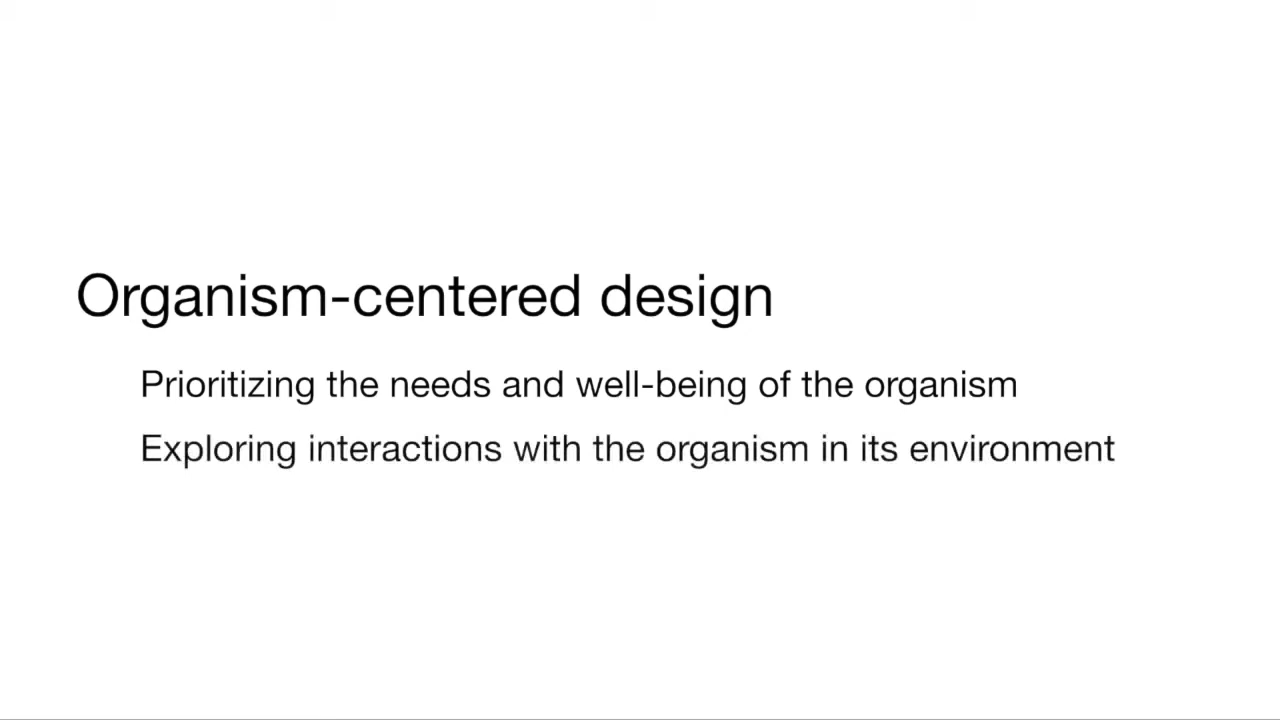 Organism-centered design
Prioritizing the needs and well-being of the organism
Exploring interactions with the organism in its environment